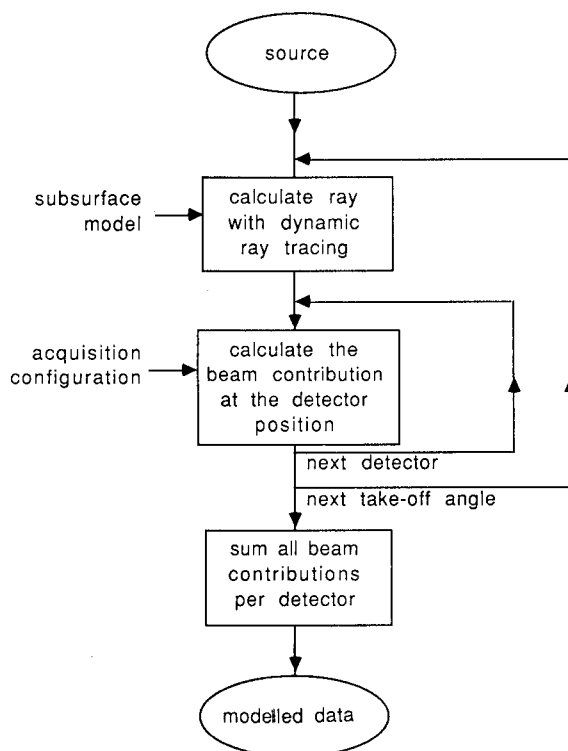 source
subsurface
model
calculate ray
with dynamic
ray tracing
acquisition
configuration
calculate the
beam contribution
at the detector
position
next detector
next take-off angle
sum all beam
contributions
per detector
modelled data